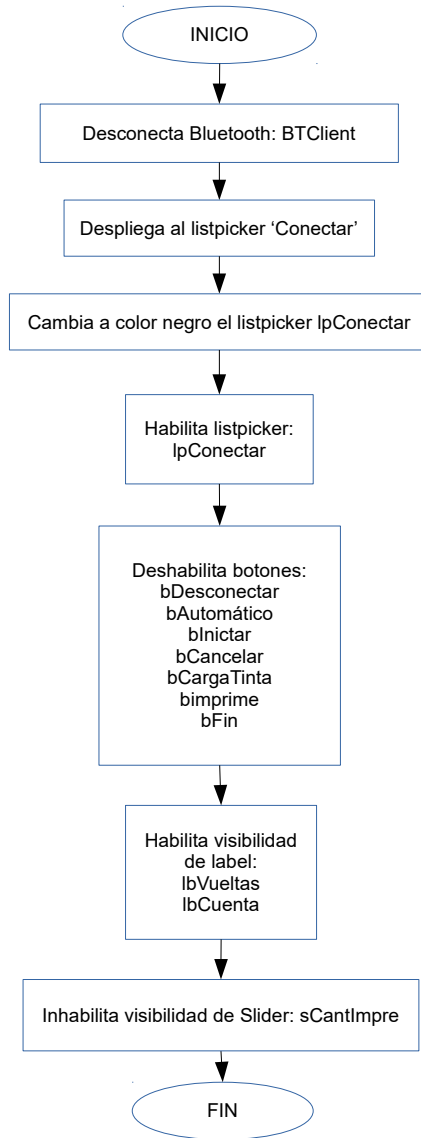 INICIO
Desconecta Bluetooth: BTClient
Despliega al listpicker ‘Conectar’
Cambia a color negro el listpicker lpConectar
Habilita listpicker:
lpConectar
Deshabilita botones:
bDesconectar
bAutomático
bInictar
bCancelar
bCargaTinta
bimprime
bFin
Habilita visibilidad
de label:
lbVueltas
lbCuenta
Inhabilita visibilidad de Slider: sCantImpre
FIN